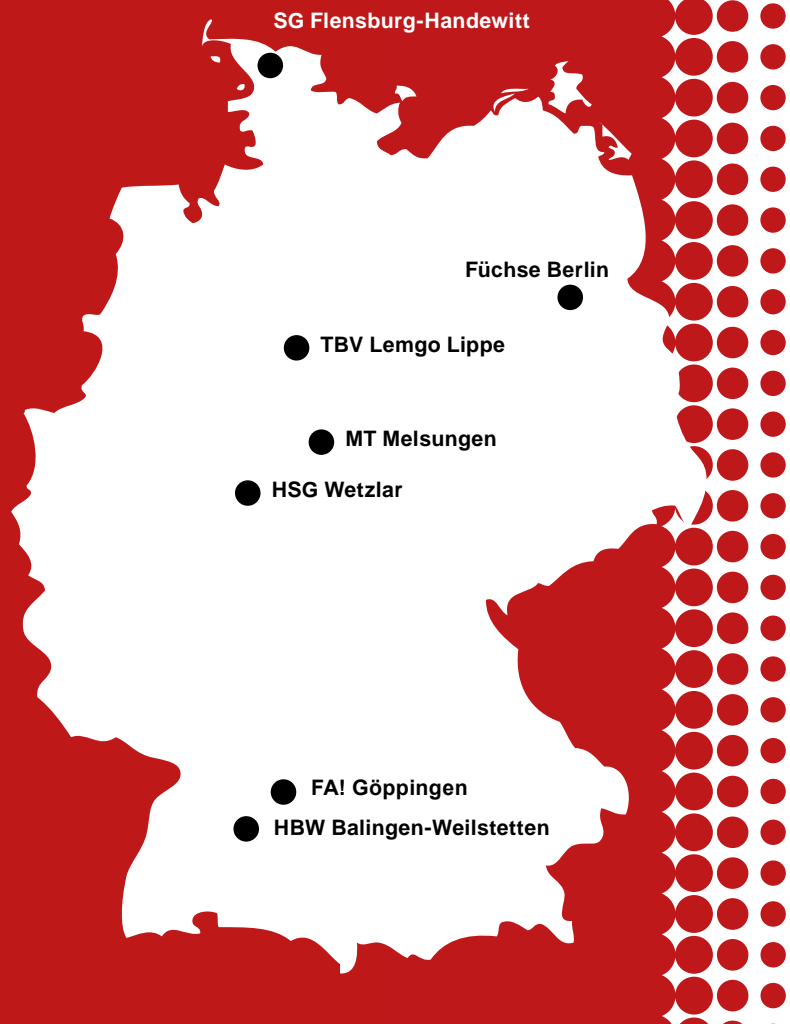 SG Flensburg-Handewitt
Füchse Berlin
TBV Lemgo Lippe
MT Melsungen
HSG Wetzlar
FA! Göppingen
HBW Balingen-Weilstetten